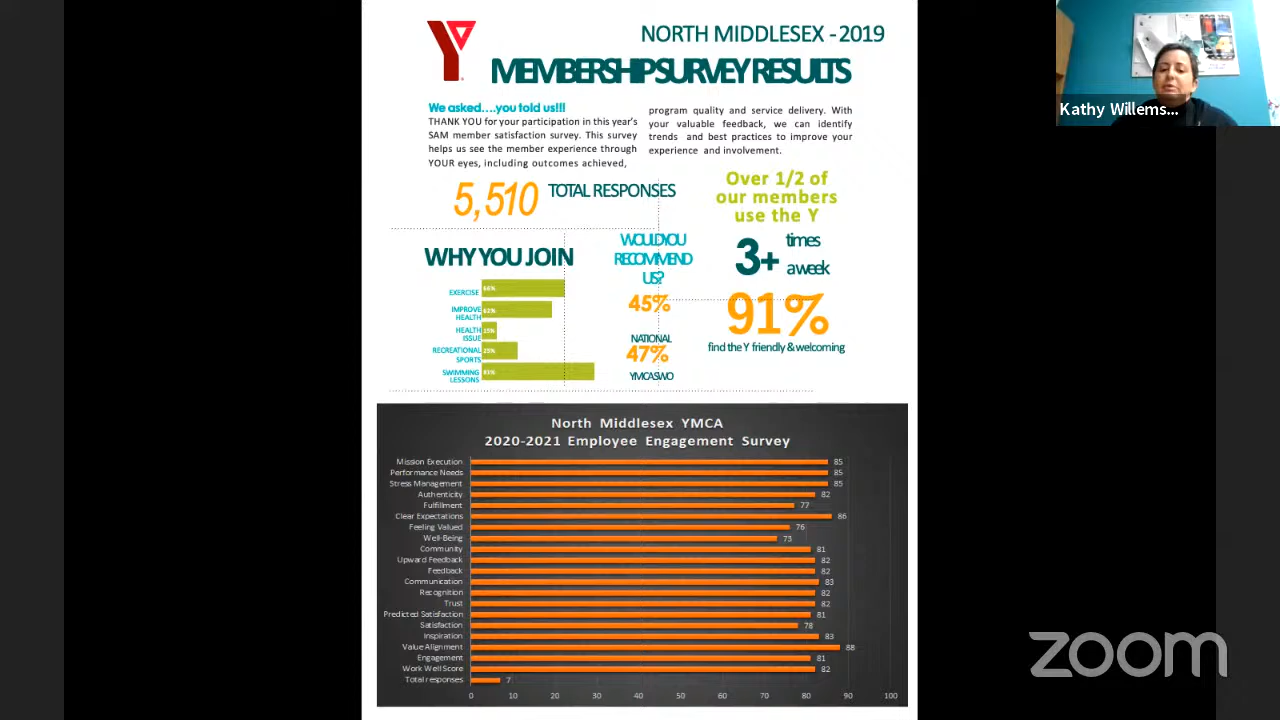 NORTH MIDDLESEX - 2019
MEMBERSHIP SURVEY RESULTS
We asked....you told us!!!
THANK YOU for your participation in this year's
SAM member satisfaction survey. This survey
helps us see the member experience through
YOUR eyes, including outcomes achieved,
program quality and service delivery. With
your valuable feedback, we can identify
trends and best practices to improve your
experience and involvement.
5,510 TOTAL RESPONSES
Over 1/2 of
our members
use the Y
3+ times
a week
91%
find the Y friendly & welcoming
WHY YOU JOIN
EXERCISE 66%
IMPROVE
HEALTH
HEALTH
ISSUE
RECREATIONAL
SPORTS 25%
SWIMMING
LESSONS
WOULD YOU
RECOMMEND
US?
45%
NATIONAL
47%
YMCA SWO
North Middlesex YMCA
2020-2021 Employee Engagement Survey
Mission Execution 85
Performance Needs 85
Stress Management 85
Authenticity 82
Fulfillment 77
Clear Expectations 86
Feeling Valued 76
Well-Being 73
Community 81
Upward Feedback 82
Feedback 82
Communication 83
Recognition 82
Trust 82
Predicted Satisfaction 81
Satisfaction 78
Inspiration 83
Value Alignment 88
Engagement 81
Work Well Score 82
Total responses 7
0 10 20 30 40 50 60 70 80 90 100
Kathy Willems...
zoom